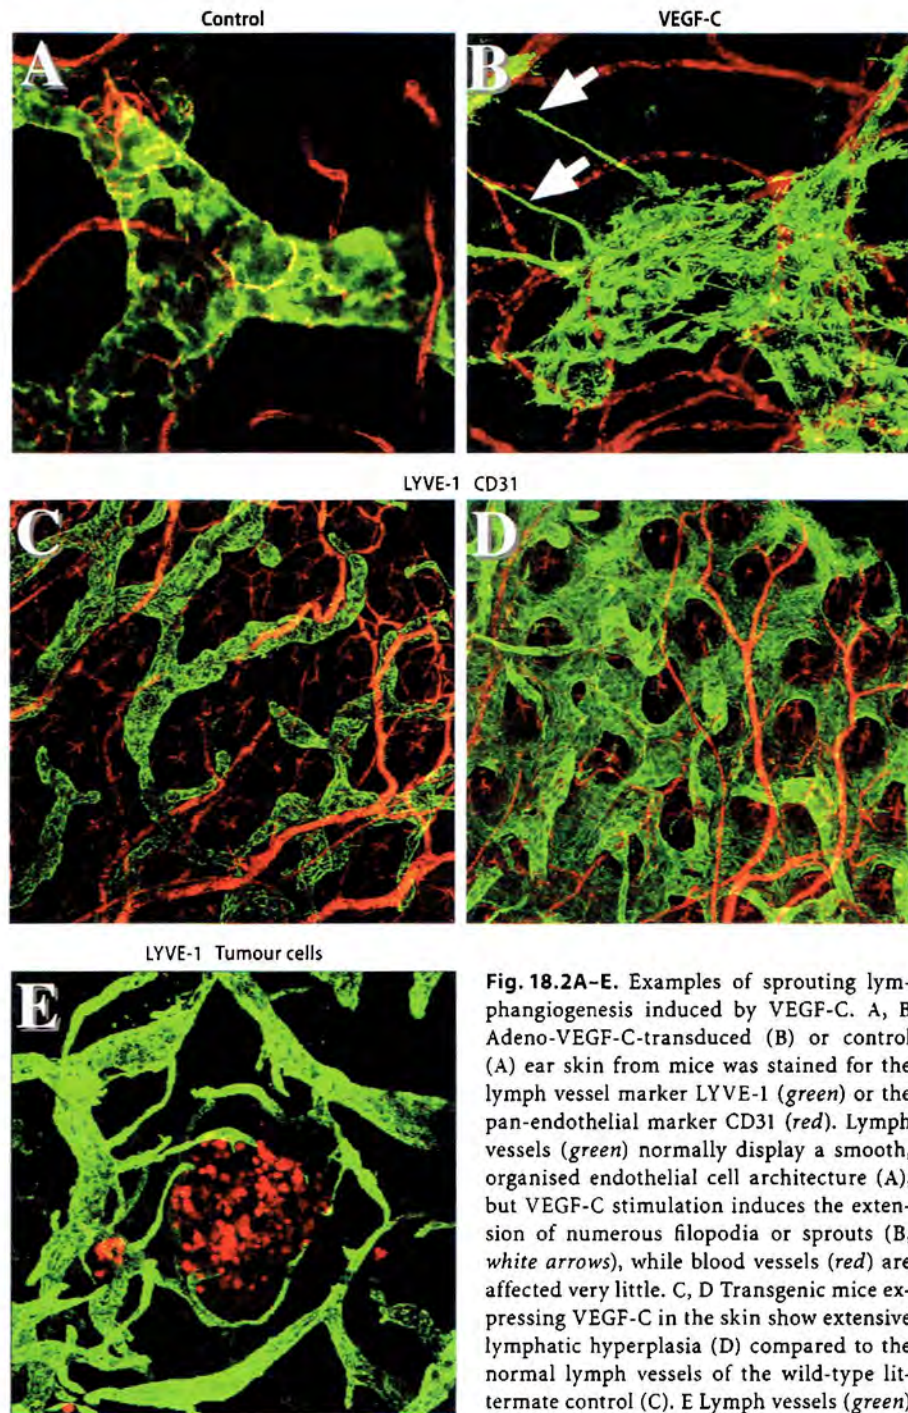 Control
VEGF-C
A
B
LYVE-1 CD31
C
D
LYVE-1 Tumour cells
E
Fig. 18.2A–E. Examples of sprouting lym-
phangiogenesis induced by VEGF-C. A, B
Adeno-VEGF-C-transduced (B) or control
(A) ear skin from mice was stained for the
lymph vessel marker LYVE-1 (green) or the
pan-endothelial marker CD31 (red). Lymph
vessels (green) normally display a smooth,
organised endothelial cell architecture (A),
but VEGF-C stimulation induces the exten-
sion of numerous filopodia or sprouts (B,
white arrows), while blood vessels (red) are
affected very little. C, D Transgenic mice ex-
pressing VEGF-C in the skin show extensive
lymphatic hyperplasia (D) compared to the
normal lymph vessels of the wild-type lit-
termate control (C). E Lymph vessels (green)